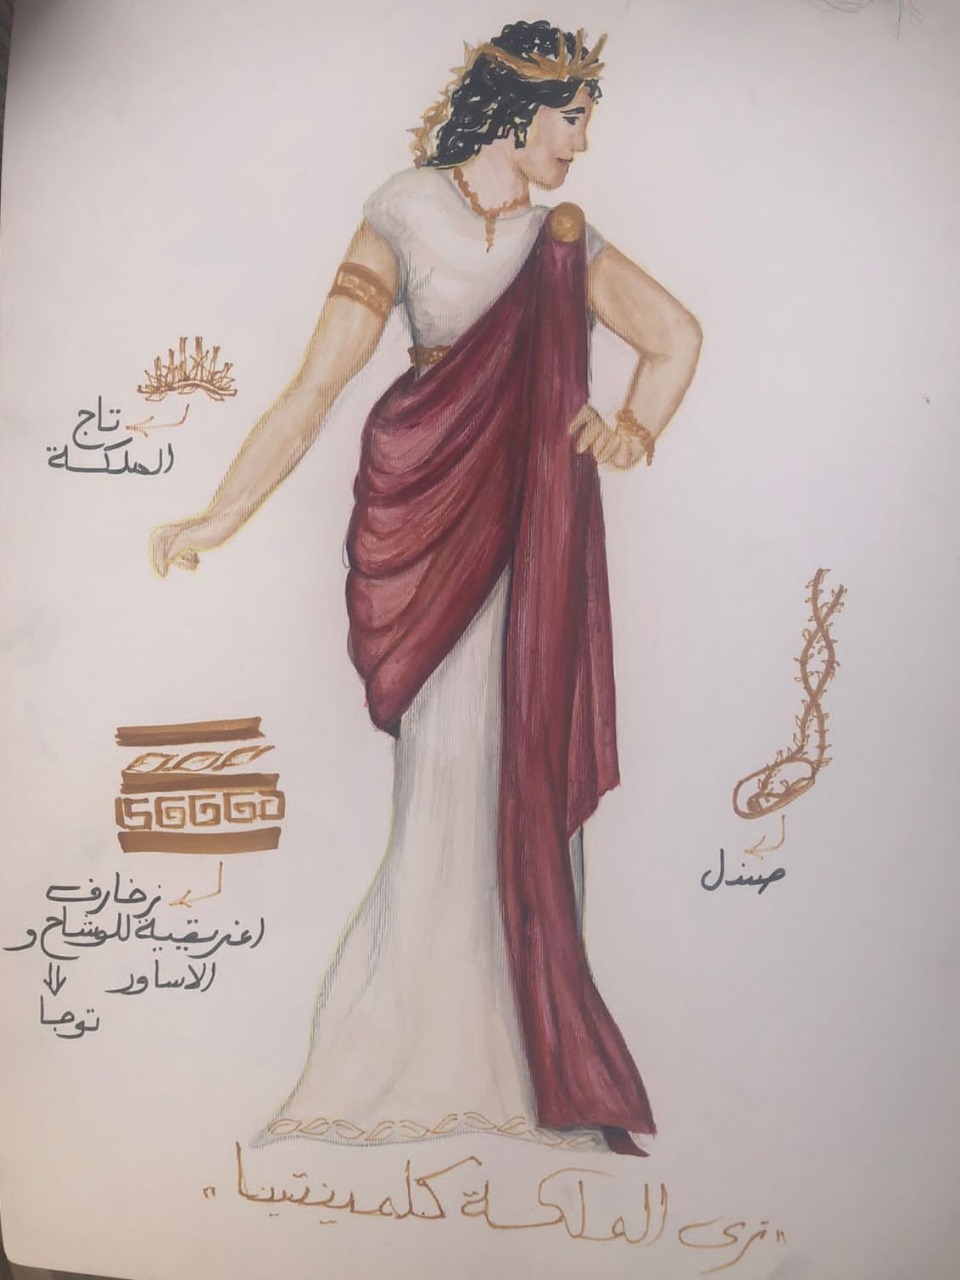 تاج
الملكة
صندل
زخارف
اغريقية للوشاح و
الاساور
⇓
توجا
"زي الملكة كلمينتينا"